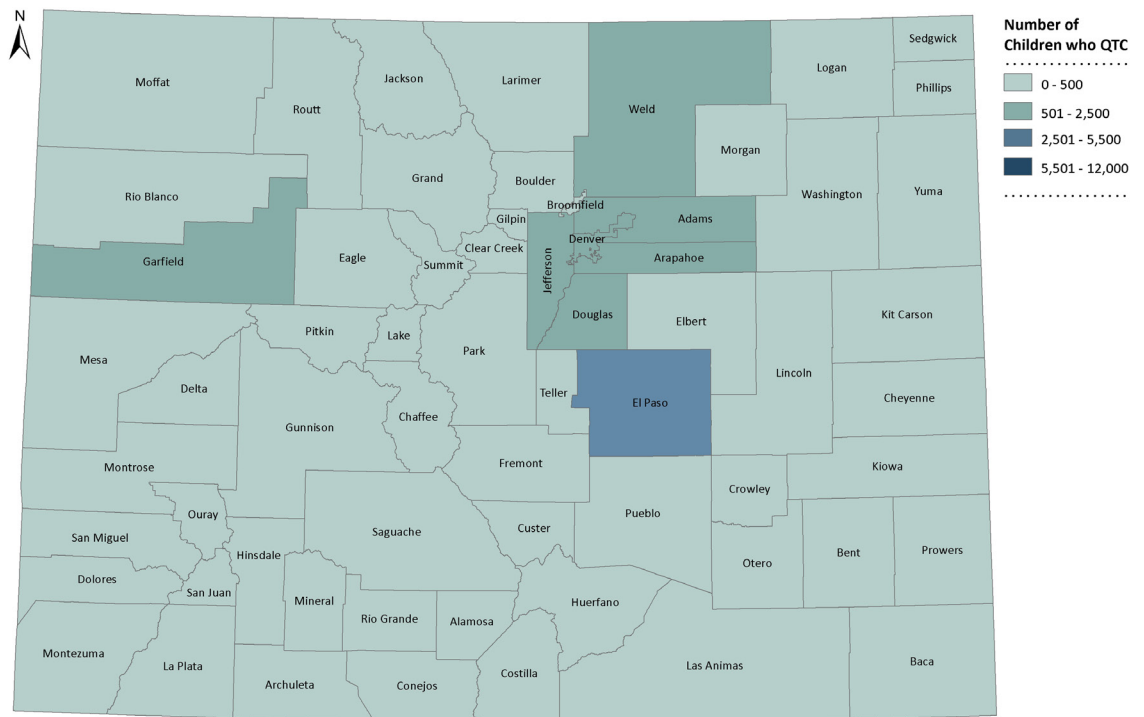 N
Number of
Children who QTC
0 - 500
501 - 2,500
2,501 - 5,500
5,501 - 12,000
Moffat
Routt
Jackson
Larimer
Weld
Logan
Sedgwick
Phillips
Morgan
Rio Blanco
Grand
Boulder
Washington
Yuma
Broomfield
Gilpin
Adams
Garfield
Eagle
Summit
Clear Creek
Jefferson
Denver
Arapahoe
Douglas
Elbert
Kit Carson
Mesa
Pitkin
Lake
Park
Lincoln
Delta
Teller
El Paso
Cheyenne
Gunnison
Chaffee
Montrose
Fremont
Kiowa
Crowley
Ouray
Pueblo
Saguache
Custer
San Miguel
Hinsdale
Bent
Prowers
Otero
Dolores
San Juan
Mineral
Huerfano
Rio Grande
Alamosa
Montezuma
La Plata
Las Animas
Baca
Costilla
Archuleta
Conejos